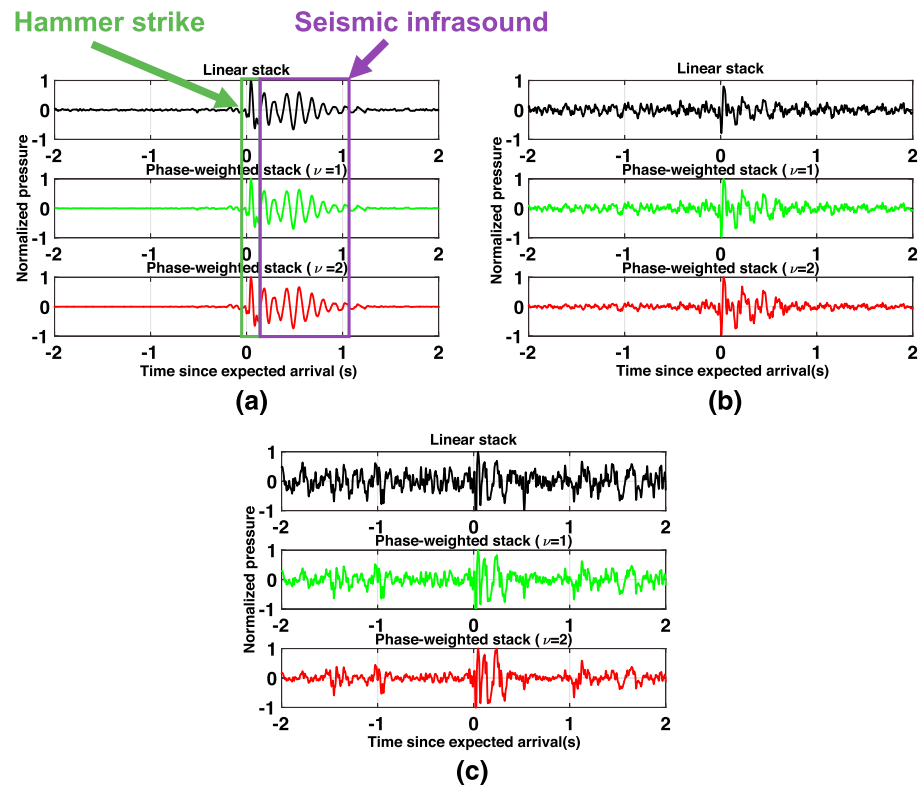 Hammer strike
Seismic infrasound
Linear stack
1
0
-1
-2 -1 0 1 2
Phase-weighted stack ( ν =1)
1
0
-1
-2 -1 0 1 2
Phase-weighted stack ( ν =2)
1
0
-1
-2 -1 0 1 2
Normalized pressure
Time since expected arrival (s)
(a)
Linear stack
1
0
-1
-2 -1 0 1 2
Phase-weighted stack ( ν=1)
1
0
-1
-2 -1 0 1 2
Phase-weighted stack ( ν=2)
1
0
-1
-2 -1 0 1 2
Time since expected arrival(s)
(b)
Linear stack
1
0
-1
-2 -1 0 1 2
Phase-weighted stack ( ν=1)
1
0
-1
-2 -1 0 1 2
Phase-weighted stack ( ν=2)
1
0
-1
-2 -1 0 1 2
Normalized pressure
Time since expected arrival(s)
(c)